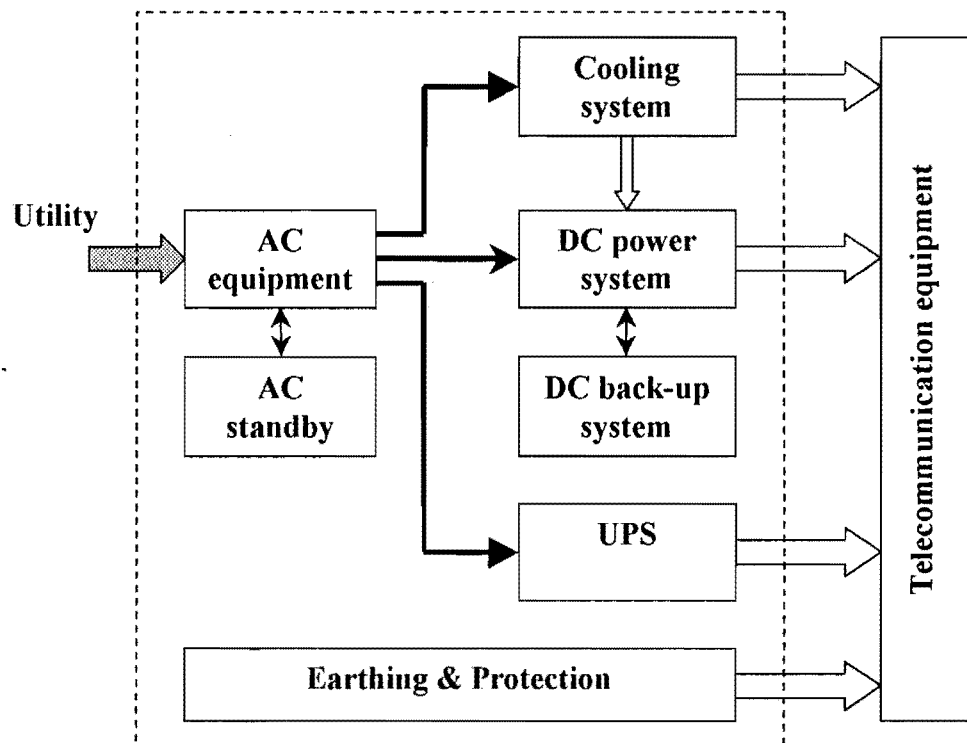 Cooling
system
Utility
AC
equipment
DC power
system
AC
standby
DC back-up
system
UPS
Earthing & Protection
Telecommunication equipment